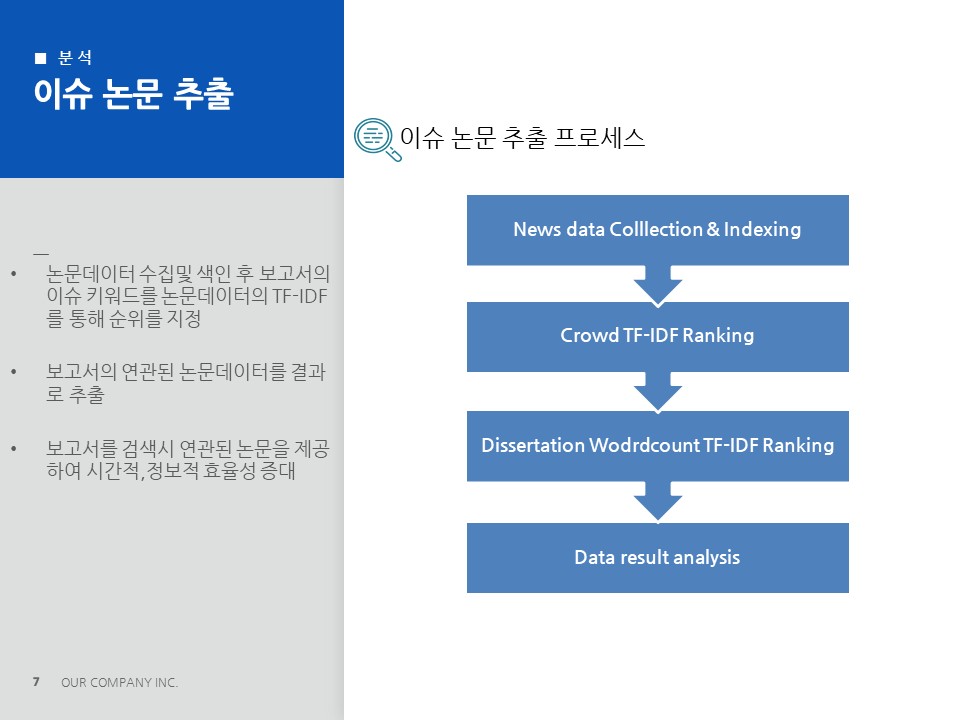 ■ 분석
이슈 논문 추출
이슈 논문 추출 프로세스
• 논문데이터 수집및 색인 후 보고서의
이슈 키워드를 논문데이터의 TF-IDF
를 통해 순위를 지정
• 보고서의 연관된 논문데이터를 결과
로 추출
• 보고서를 검색시 연관된 논문을 제공
하여 시간적,정보적 효율성 증대
News data Colllection & Indexing
Crowd TF-IDF Ranking
Dissertation Wodrdcount TF-IDF Ranking
Data result analysis
7 OUR COMPANY INC.